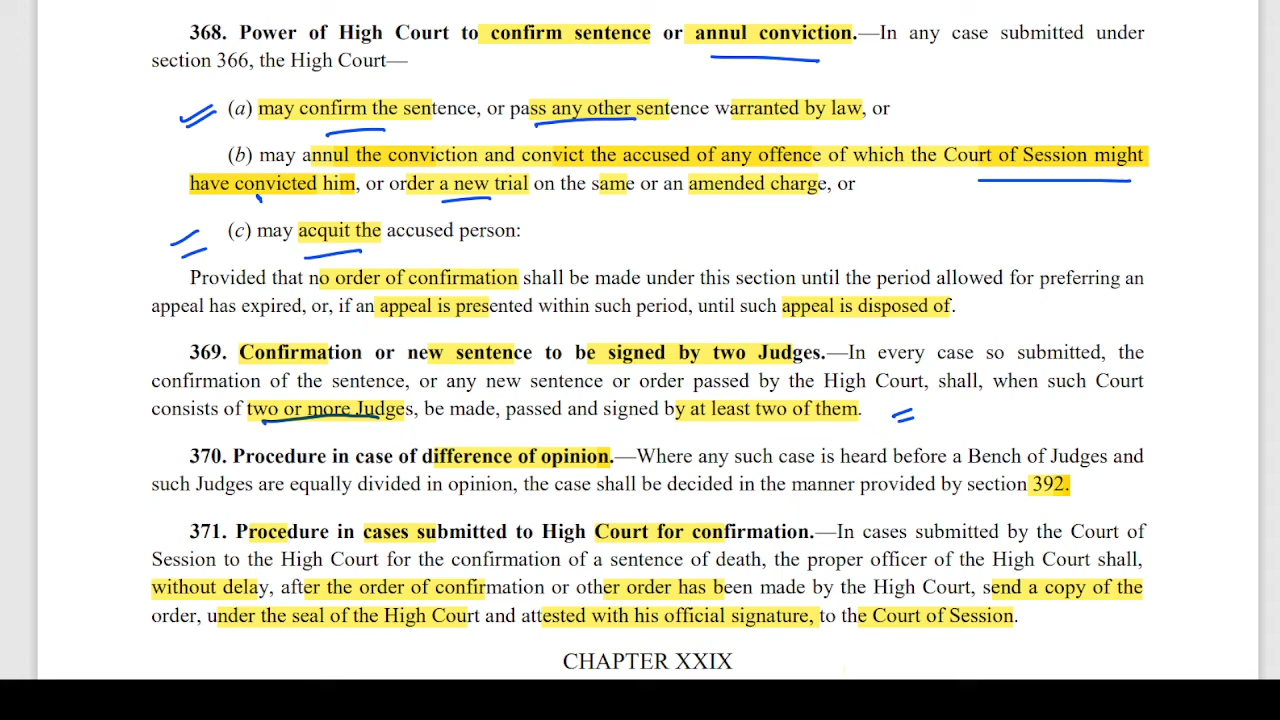 368. Power of High Court to confirm sentence or annul conviction.—In any case submitted under
section 366, the High Court—
(a) may confirm the sentence, or pass any other sentence warranted by law, or
(b) may annul the conviction and convict the accused of any offence of which the Court of Session might
have convicted him, or order a new trial on the same or an amended charge, or
(c) may acquit the accused person:
Provided that no order of confirmation shall be made under this section until the period allowed for preferring an
appeal has expired, or, if an appeal is presented within such period, until such appeal is disposed of.
369. Confirmation or new sentence to be signed by two Judges.—In every case so submitted, the
confirmation of the sentence, or any new sentence or order passed by the High Court, shall, when such Court
consists of two or more Judges, be made, passed and signed by at least two of them.
370. Procedure in case of difference of opinion.—Where any such case is heard before a Bench of Judges and
such Judges are equally divided in opinion, the case shall be decided in the manner provided by section 392.
371. Procedure in cases submitted to High Court for confirmation.—In cases submitted by the Court of
Session to the High Court for the confirmation of a sentence of death, the proper officer of the High Court shall,
without delay, after the order of confirmation or other order has been made by the High Court, send a copy of the
order, under the seal of the High Court and attested with his official signature, to the Court of Session.
CHAPTER XXIX